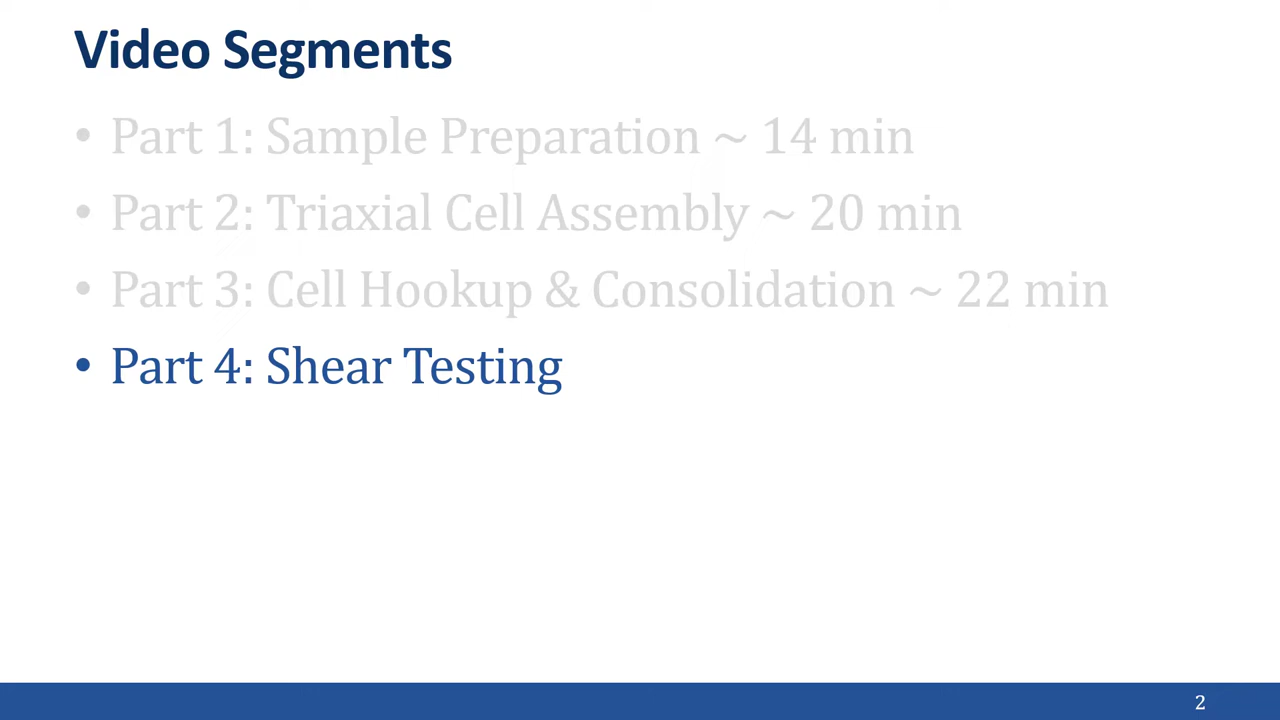 Video Segments
• Part 1: Sample Preparation ~ 14 min
• Part 2: Triaxial Cell Assembly ~ 20 min
• Part 3: Cell Hookup & Consolidation ~ 22 min
• Part 4: Shear Testing
2